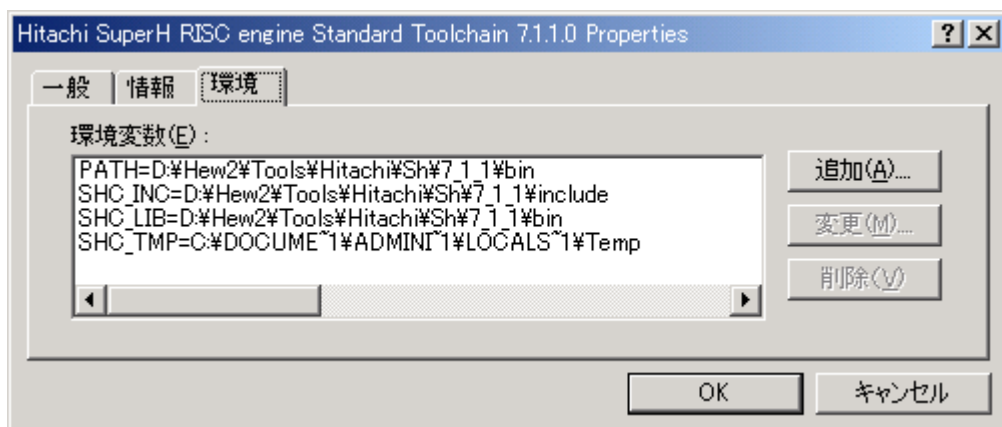 Hitachi SuperH RISC engine Standard Toolchain 7.1.1.0 Properties
一般 情報 環境
環境変数(E):
PATH=D:¥Hew2¥Tools¥Hitachi¥Sh¥7_1_1¥bin
SHC_INC=D:¥Hew2¥Tools¥Hitachi¥Sh¥7_1_1¥include
SHC_LIB=D:¥Hew2¥Tools¥Hitachi¥Sh¥7_1_1¥bin
SHC_TMP=C:¥DOCUME~1¥ADMINI~1¥LOCALS~1¥Temp
追加(A)...
変更(M)...
削除(V)
OK キャンセル